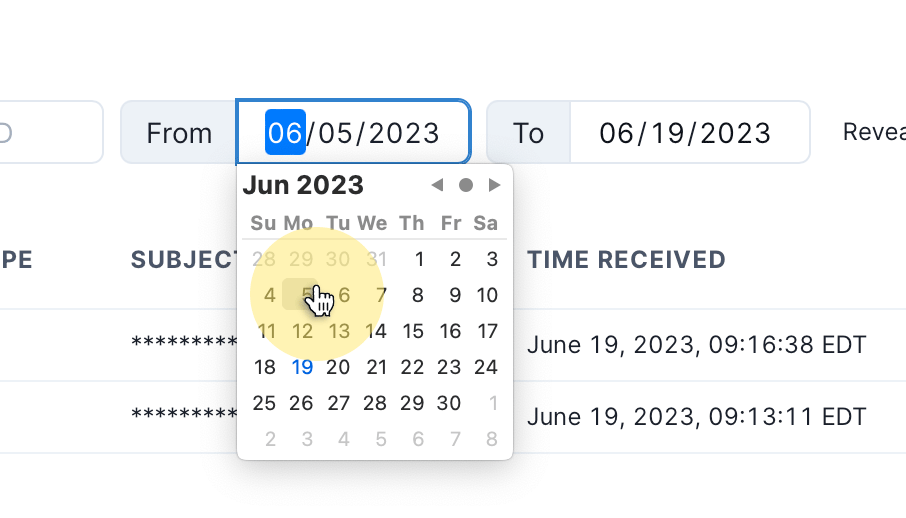 D From 06/05/2023 To 06/19/2023
Jun 2023
Su Mo Tu We Th Fr Sa
28 29 30 31 1 2 3
PE TIME RECEIVED
4 5 6 7 8 9 10
11 12 13 14 15 16 17
********** June 19, 2023, 09:16:38 EDT
18 19 20 21 22 23 24
25 26 27 28 29 30 1
********** June 19, 2023, 09:13:11 EDT
2 3 4 5 6 7 8